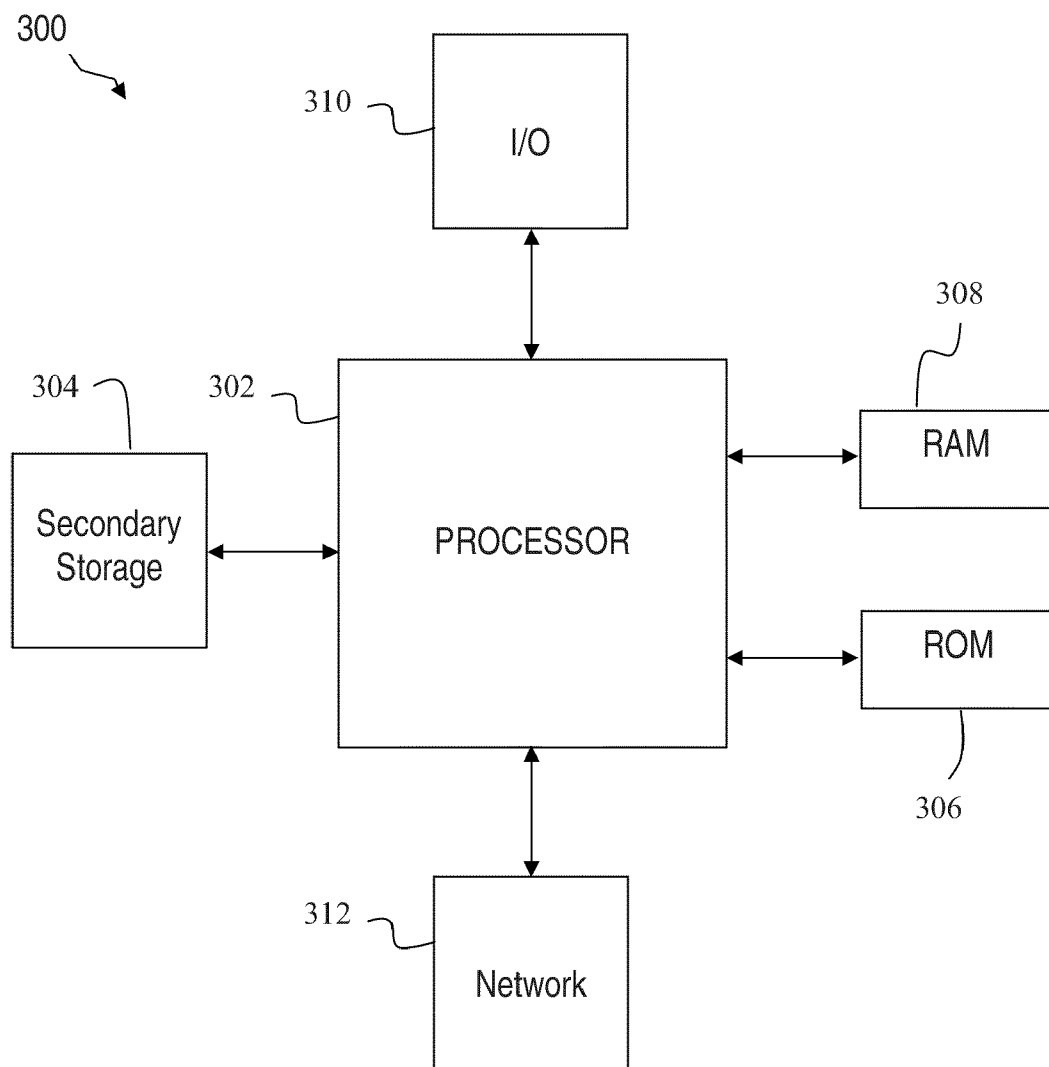 300
310
I/O
308
304
302
RAM
Secondary
Storage
PROCESSOR
ROM
306
312
Network